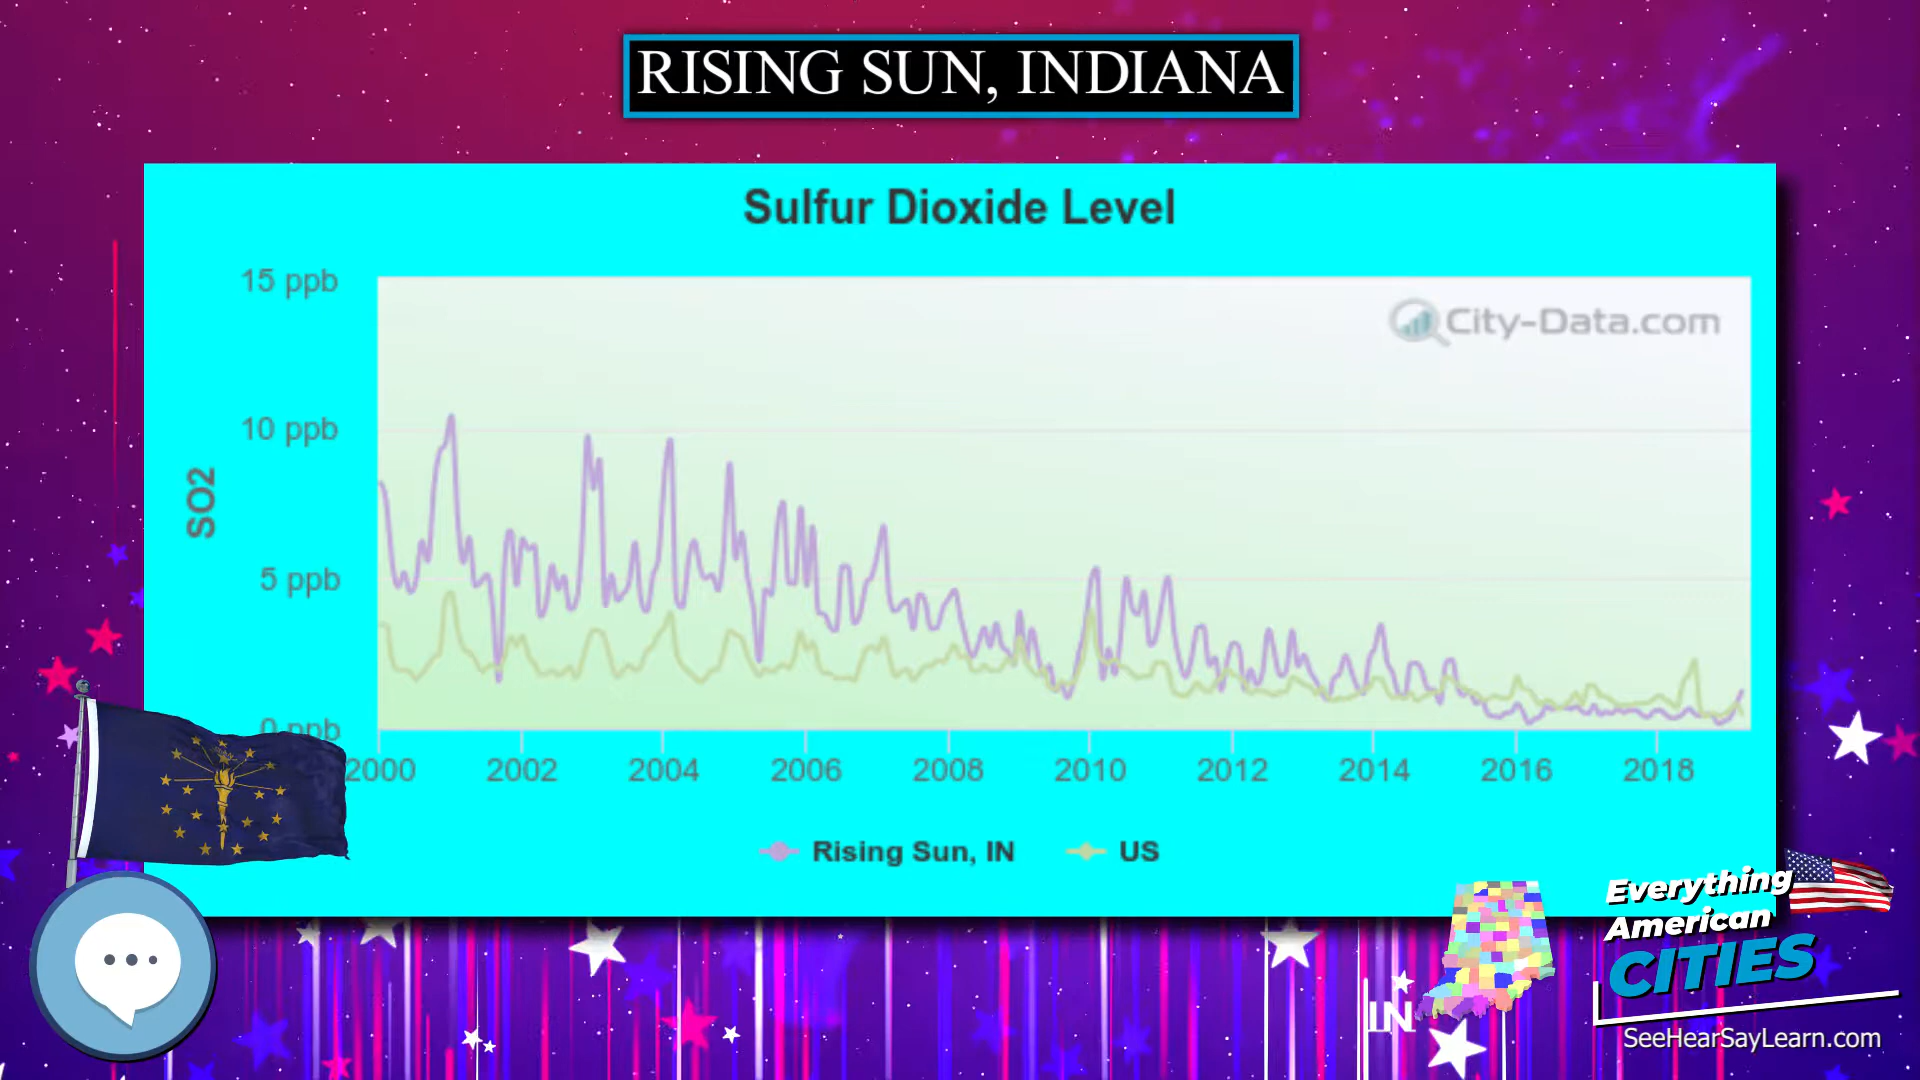 RISING SUN, INDIANA
Sulfur Dioxide Level
15 ppb
City-Data.com
10 ppb
SO2
5 ppb
0 ppb
2000 2002 2004 2006 2008 2010 2012 2014 2016 2018
Rising Sun, IN US
Everything
American
CITIES
IN
SeeHearSayLearn.com